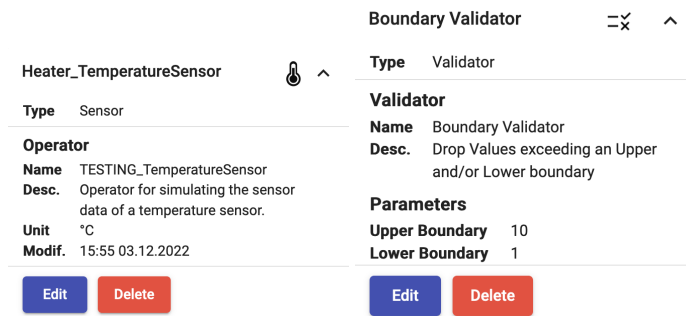 Heater_TemperatureSensor
Type Sensor
Operator
Name TESTING_TemperatureSensor
Desc. Operator for simulating the sensor
data of a temperature sensor.
Unit °C
Modif. 15:55 03.12.2022
Edit Delete
Boundary Validator
Type Validator
Validator
Name Boundary Validator
Desc. Drop Values exceeding an Upper
and/or Lower boundary
Parameters
Upper Boundary 10
Lower Boundary 1
Edit Delete